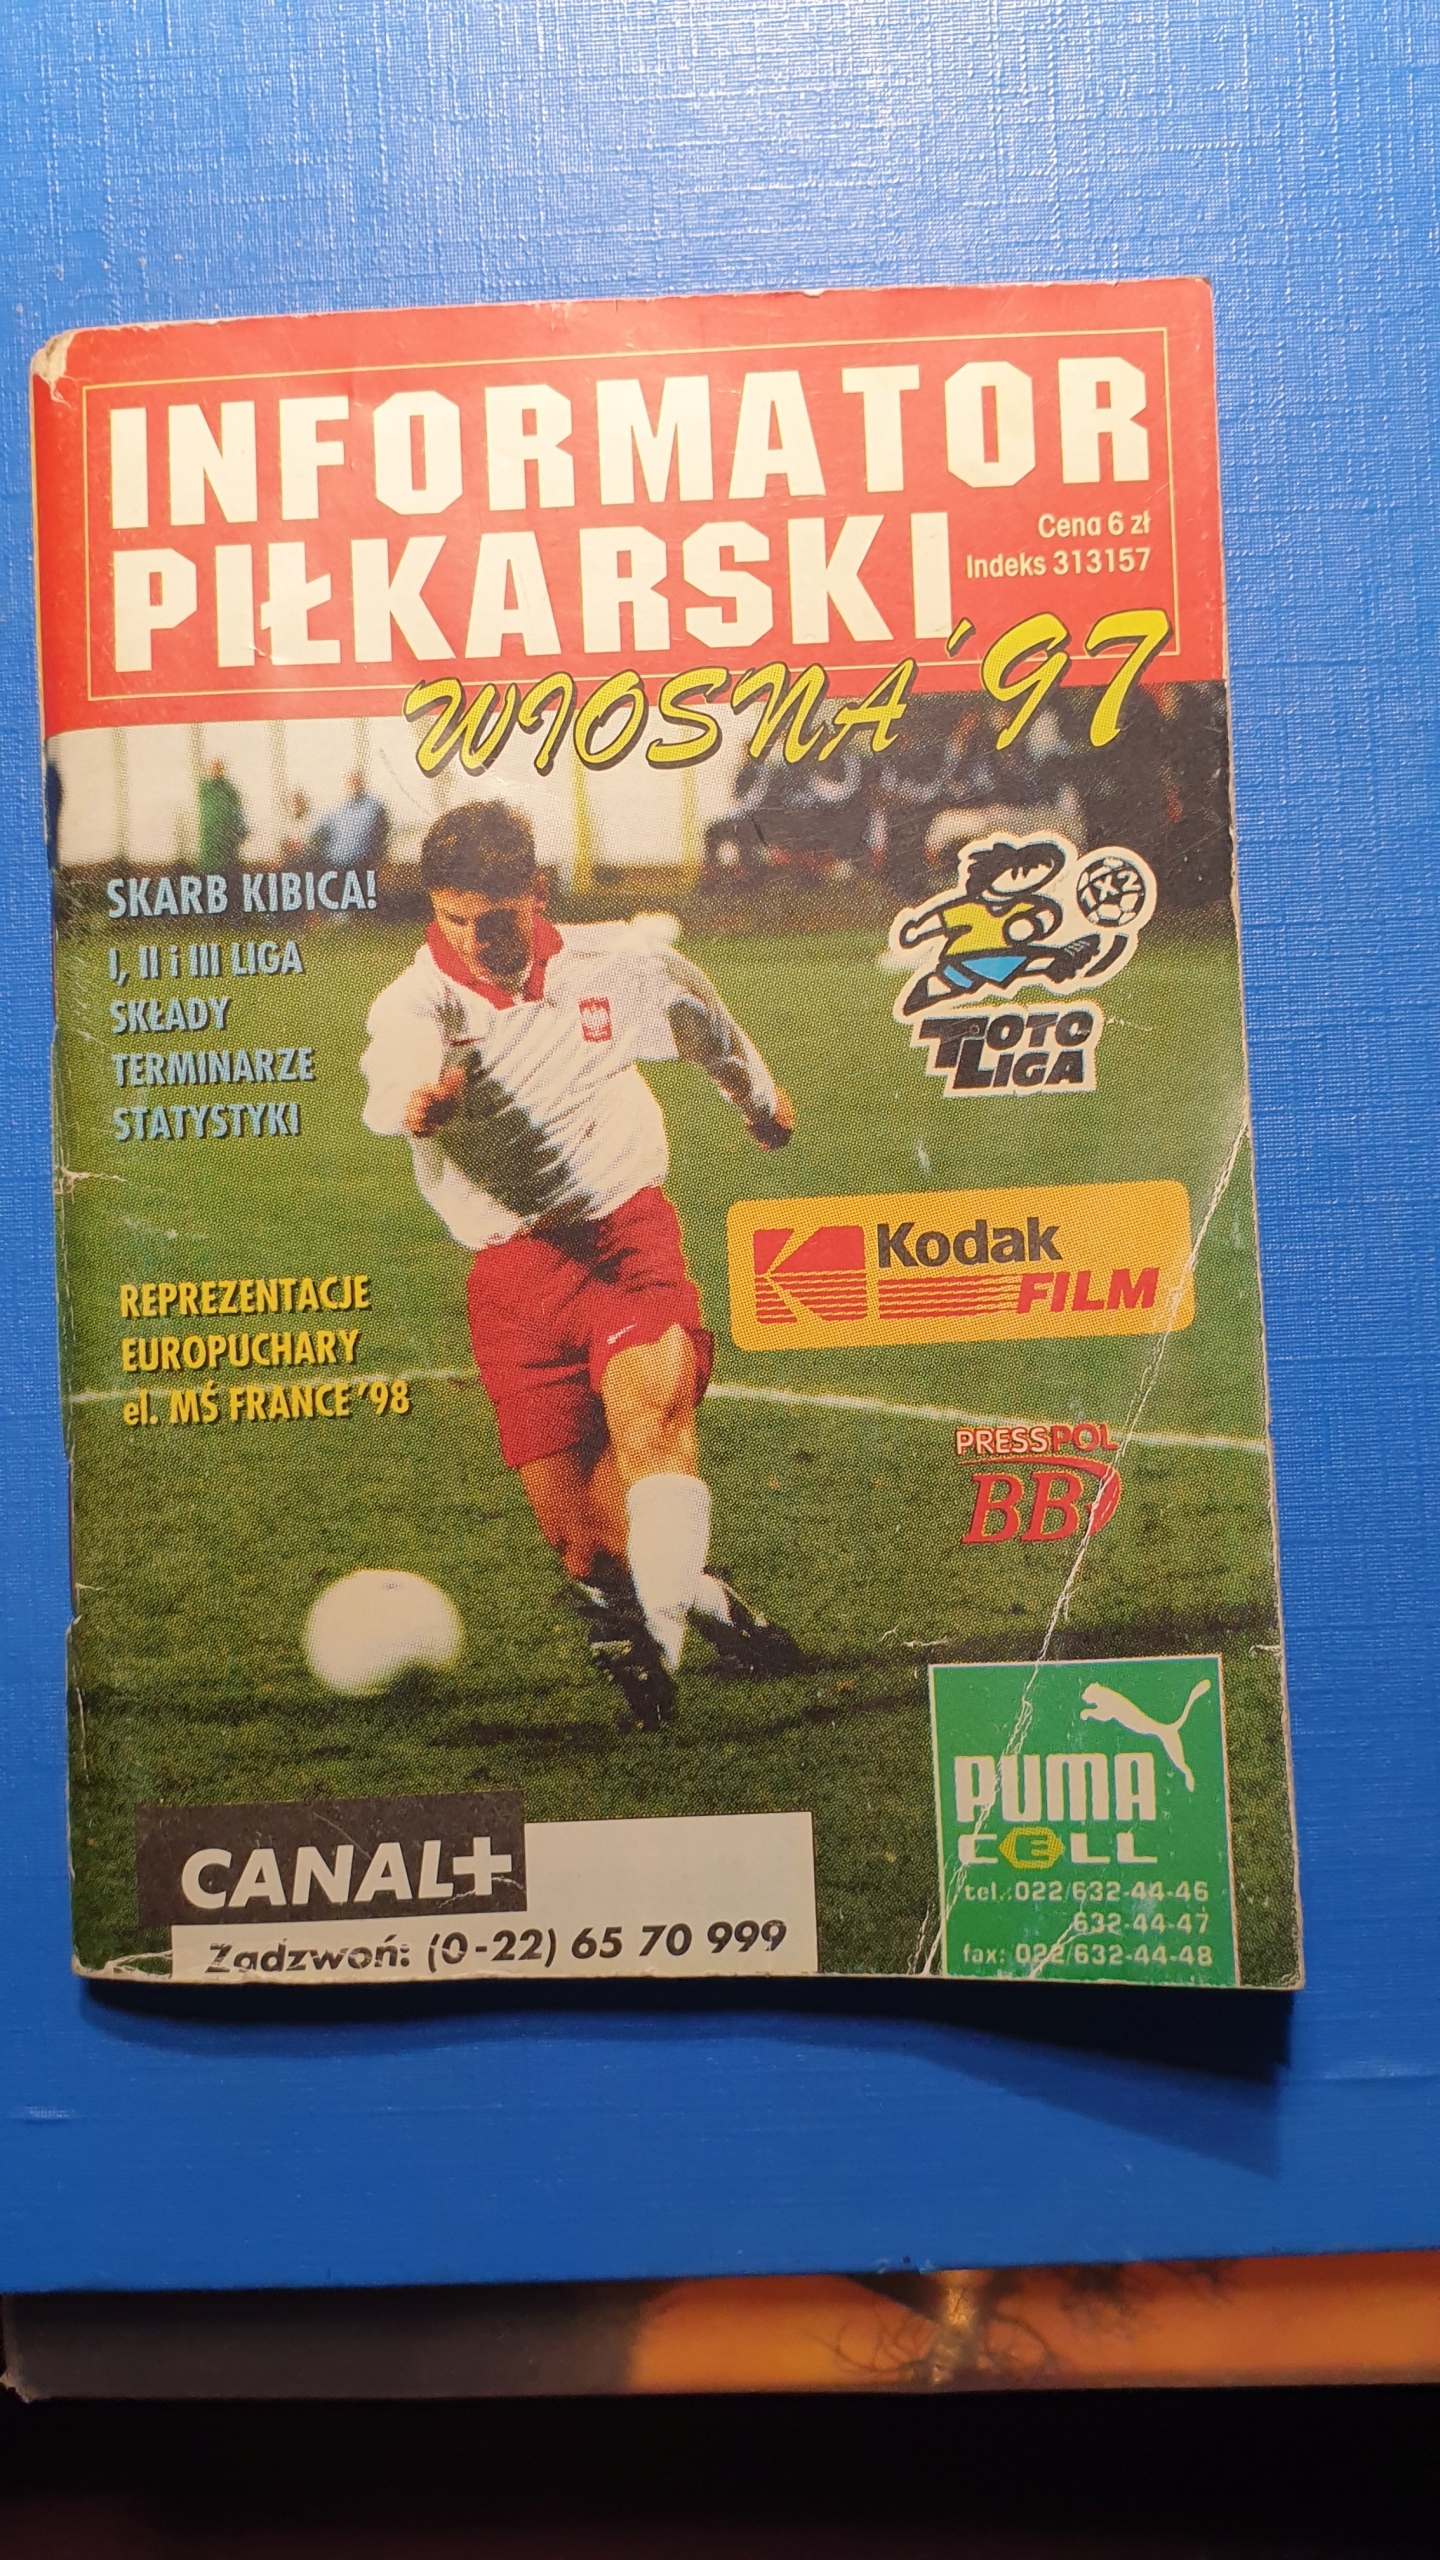 INFORMATOR
PIŁKARSKI
Cena 6 zł
Indeks 313157
WIOSNA '97
SKARB KIBICA!
I, II i III LIGA
SKŁADY
TERMINARZE
STATYSTYKI
1X2
TOTO
LIGA
Kodak
FILM
REPREZENTACJE
EUROPUCHARY
el. MŚ FRANCE '98
PRESSPOL
BB
PUMA
CELL
tel.:022/632-44-46
632-44-47
fax: 022/632-44-48
CANAL+
Zadzwoń: (0-22) 65 70 999